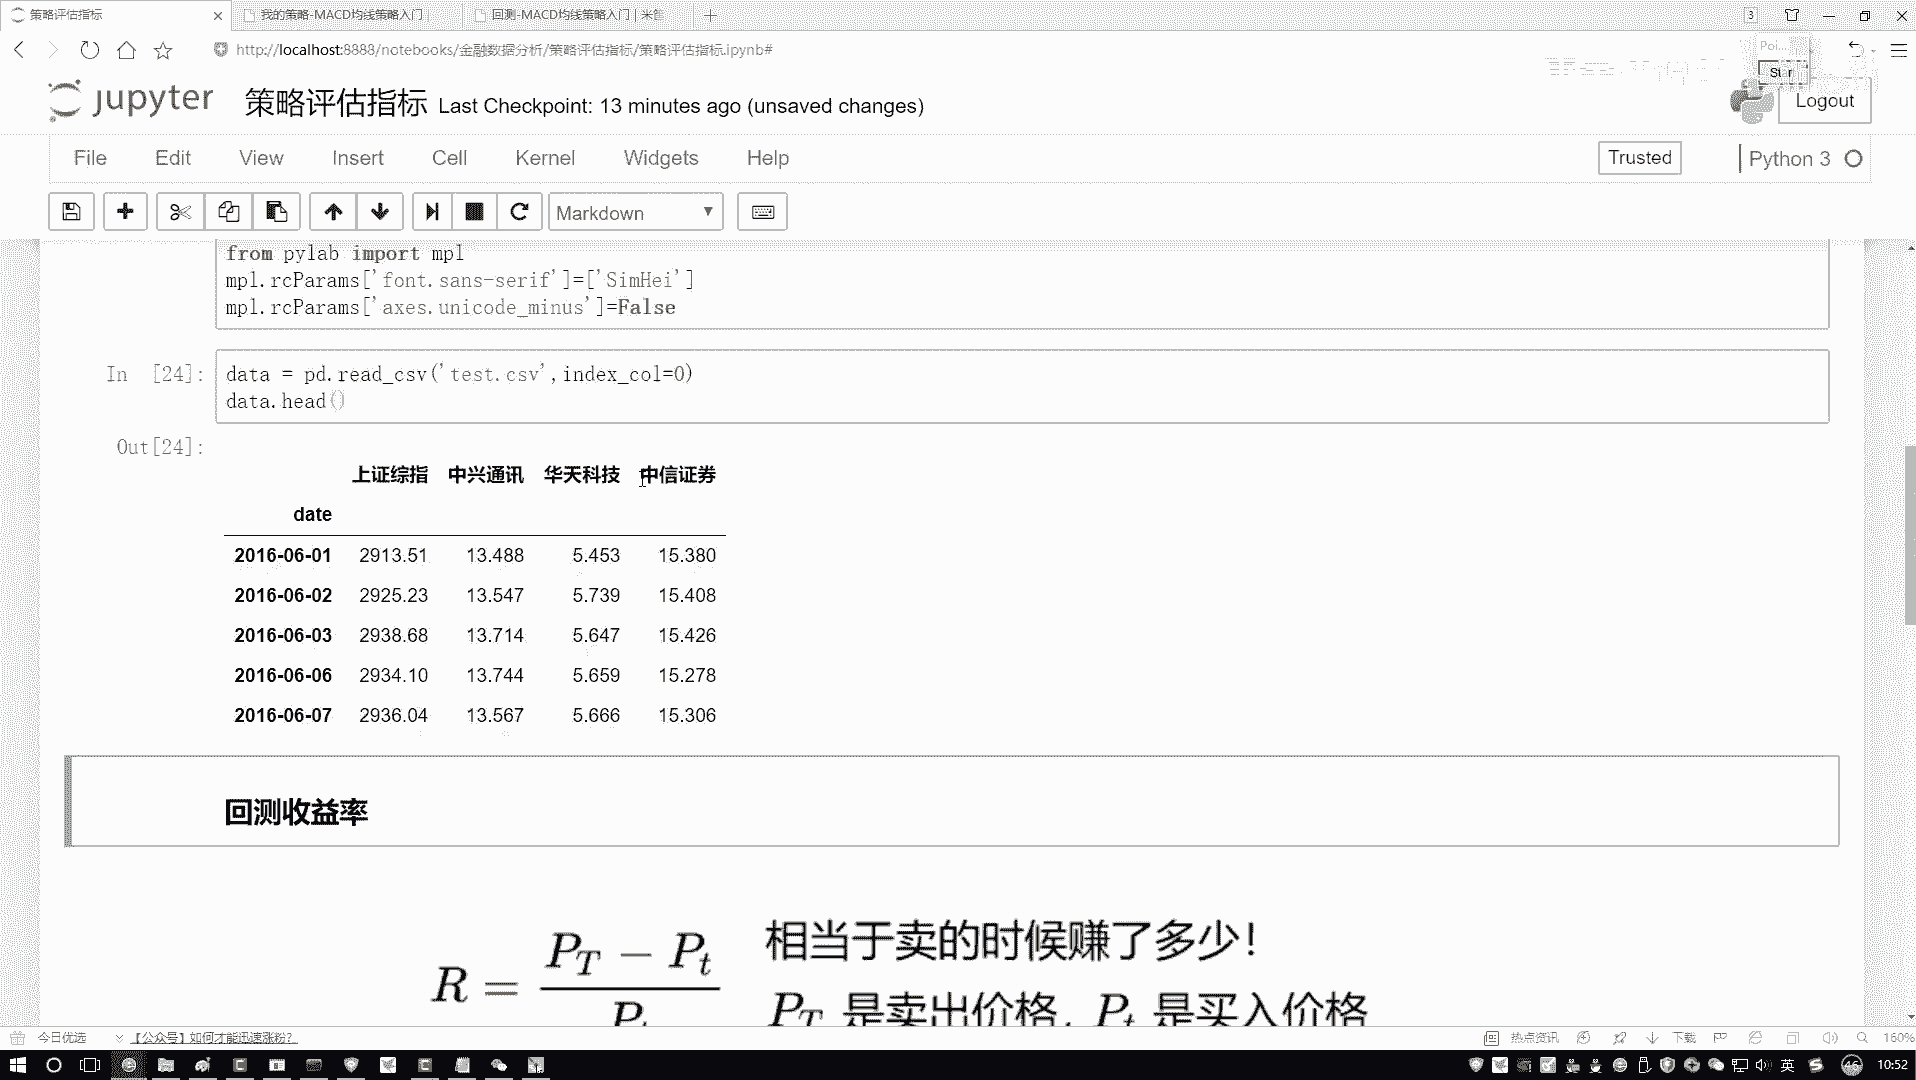 策略评估指标
我的策略-MACD均线策略入门
回测-MACD均线策略入门 | 米筐
3
http://localhost:8888/notebooks/金融数据分析/策略评估指标/策略评估指标.ipynb#
Poi...
Star
jupyter 策略评估指标 Last Checkpoint: 13 minutes ago (unsaved changes)
Logout
File Edit View Insert Cell Kernel Widgets Help
Trusted
Python 3
Markdown
from pylab import mpl
mpl.rcParams['font.sans-serif']=['SimHei']
mpl.rcParams['axes.unicode_minus']=False
In [24]: data = pd.read_csv('test.csv',index_col=0)
data.head()
Out[24]:
上证综指 中兴通讯 华天科技 中信证券
date
2016-06-01 2913.51 13.488 5.453 15.380
2016-06-02 2925.23 13.547 5.739 15.408
2016-06-03 2938.68 13.714 5.647 15.426
2016-06-06 2934.10 13.744 5.659 15.278
2016-06-07 2936.04 13.567 5.666 15.306
回测收益率
R = (P_T − P_t) / P_t 相当于卖的时候赚了多少！
P_T 是卖出价格, P_t 是买入价格
今日优选 【公众号】如何才能迅速涨粉?
热点资讯 下载 160%
英 46 10:52